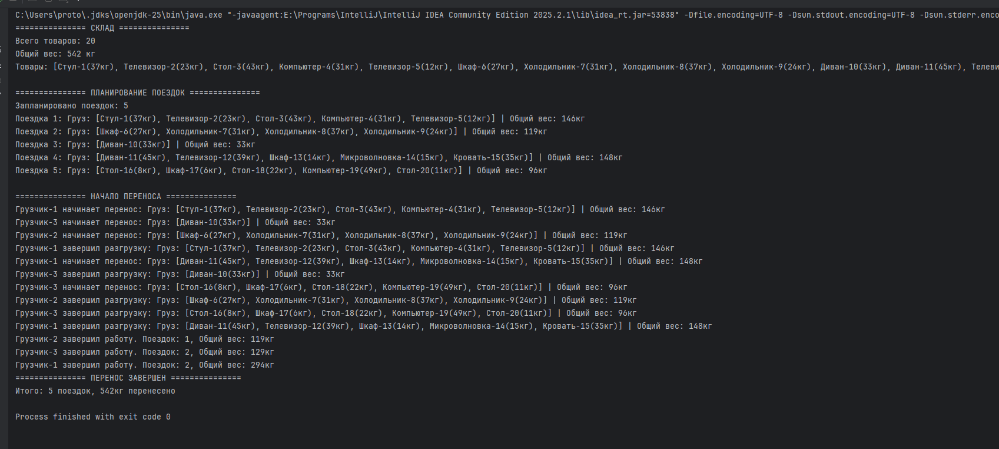 C:\Users\proto\.jdks\openjdk-25\bin\java.exe "-javaagent:E:\Programs\IntelliJ\IntelliJ IDEA Community Edition 2025.2.1\lib\idea_rt.jar=53838" -Dfile.encoding=UTF-8 -Dsun.stdout.encoding=UTF-8 -Dsun.stderr.enco
=============== СКЛАД ===============
Всего товаров: 20
Общий вес: 542 кг
Товары: [Стул-1(37кг), Телевизор-2(23кг), Стол-3(43кг), Компьютер-4(31кг), Телевизор-5(12кг), Шкаф-6(27кг), Холодильник-7(31кг), Холодильник-8(37кг), Холодильник-9(24кг), Диван-10(33кг), Диван-11(45кг), Телеви
=============== ПЛАНИРОВАНИЕ ПОЕЗДОК ===============
Запланировано поездок: 5
Поездка 1: Груз: [Стул-1(37кг), Телевизор-2(23кг), Стол-3(43кг), Компьютер-4(31кг), Телевизор-5(12кг)] | Общий вес: 146кг
Поездка 2: Груз: [Шкаф-6(27кг), Холодильник-7(31кг), Холодильник-8(37кг), Холодильник-9(24кг)] | Общий вес: 119кг
Поездка 3: Груз: [Диван-10(33кг)] | Общий вес: 33кг
Поездка 4: Груз: [Диван-11(45кг), Телевизор-12(39кг), Шкаф-13(14кг), Микроволновка-14(15кг), Кровать-15(35кг)] | Общий вес: 148кг
Поездка 5: Груз: [Стол-16(8кг), Шкаф-17(6кг), Стол-18(22кг), Компьютер-19(49кг), Стол-20(11кг)] | Общий вес: 96кг
=============== НАЧАЛО ПЕРЕНОСА ===============
Грузчик-1 начинает перенос: Груз: [Стул-1(37кг), Телевизор-2(23кг), Стол-3(43кг), Компьютер-4(31кг), Телевизор-5(12кг)] | Общий вес: 146кг
Грузчик-3 начинает перенос: Груз: [Диван-10(33кг)] | Общий вес: 33кг
Грузчик-2 начинает перенос: Груз: [Шкаф-6(27кг), Холодильник-7(31кг), Холодильник-8(37кг), Холодильник-9(24кг)] | Общий вес: 119кг
Грузчик-1 завершил разгрузку: Груз: [Стул-1(37кг), Телевизор-2(23кг), Стол-3(43кг), Компьютер-4(31кг), Телевизор-5(12кг)] | Общий вес: 146кг
Грузчик-1 начинает перенос: Груз: [Диван-11(45кг), Телевизор-12(39кг), Шкаф-13(14кг), Микроволновка-14(15кг), Кровать-15(35кг)] | Общий вес: 148кг
Грузчик-3 завершил разгрузку: Груз: [Диван-10(33кг)] | Общий вес: 33кг
Грузчик-3 начинает перенос: Груз: [Стол-16(8кг), Шкаф-17(6кг), Стол-18(22кг), Компьютер-19(49кг), Стол-20(11кг)] | Общий вес: 96кг
Грузчик-2 завершил разгрузку: Груз: [Шкаф-6(27кг), Холодильник-7(31кг), Холодильник-8(37кг), Холодильник-9(24кг)] | Общий вес: 119кг
Грузчик-3 завершил разгрузку: Груз: [Стол-16(8кг), Шкаф-17(6кг), Стол-18(22кг), Компьютер-19(49кг), Стол-20(11кг)] | Общий вес: 96кг
Грузчик-1 завершил разгрузку: Груз: [Диван-11(45кг), Телевизор-12(39кг), Шкаф-13(14кг), Микроволновка-14(15кг), Кровать-15(35кг)] | Общий вес: 148кг
Грузчик-2 завершил работу. Поездок: 1, Общий вес: 119кг
Грузчик-3 завершил работу. Поездок: 2, Общий вес: 129кг
Грузчик-1 завершил работу. Поездок: 2, Общий вес: 294кг
=============== ПЕРЕНОС ЗАВЕРШЕН ===============
Итого: 5 поездок, 542кг перенесено
Process finished with exit code 0